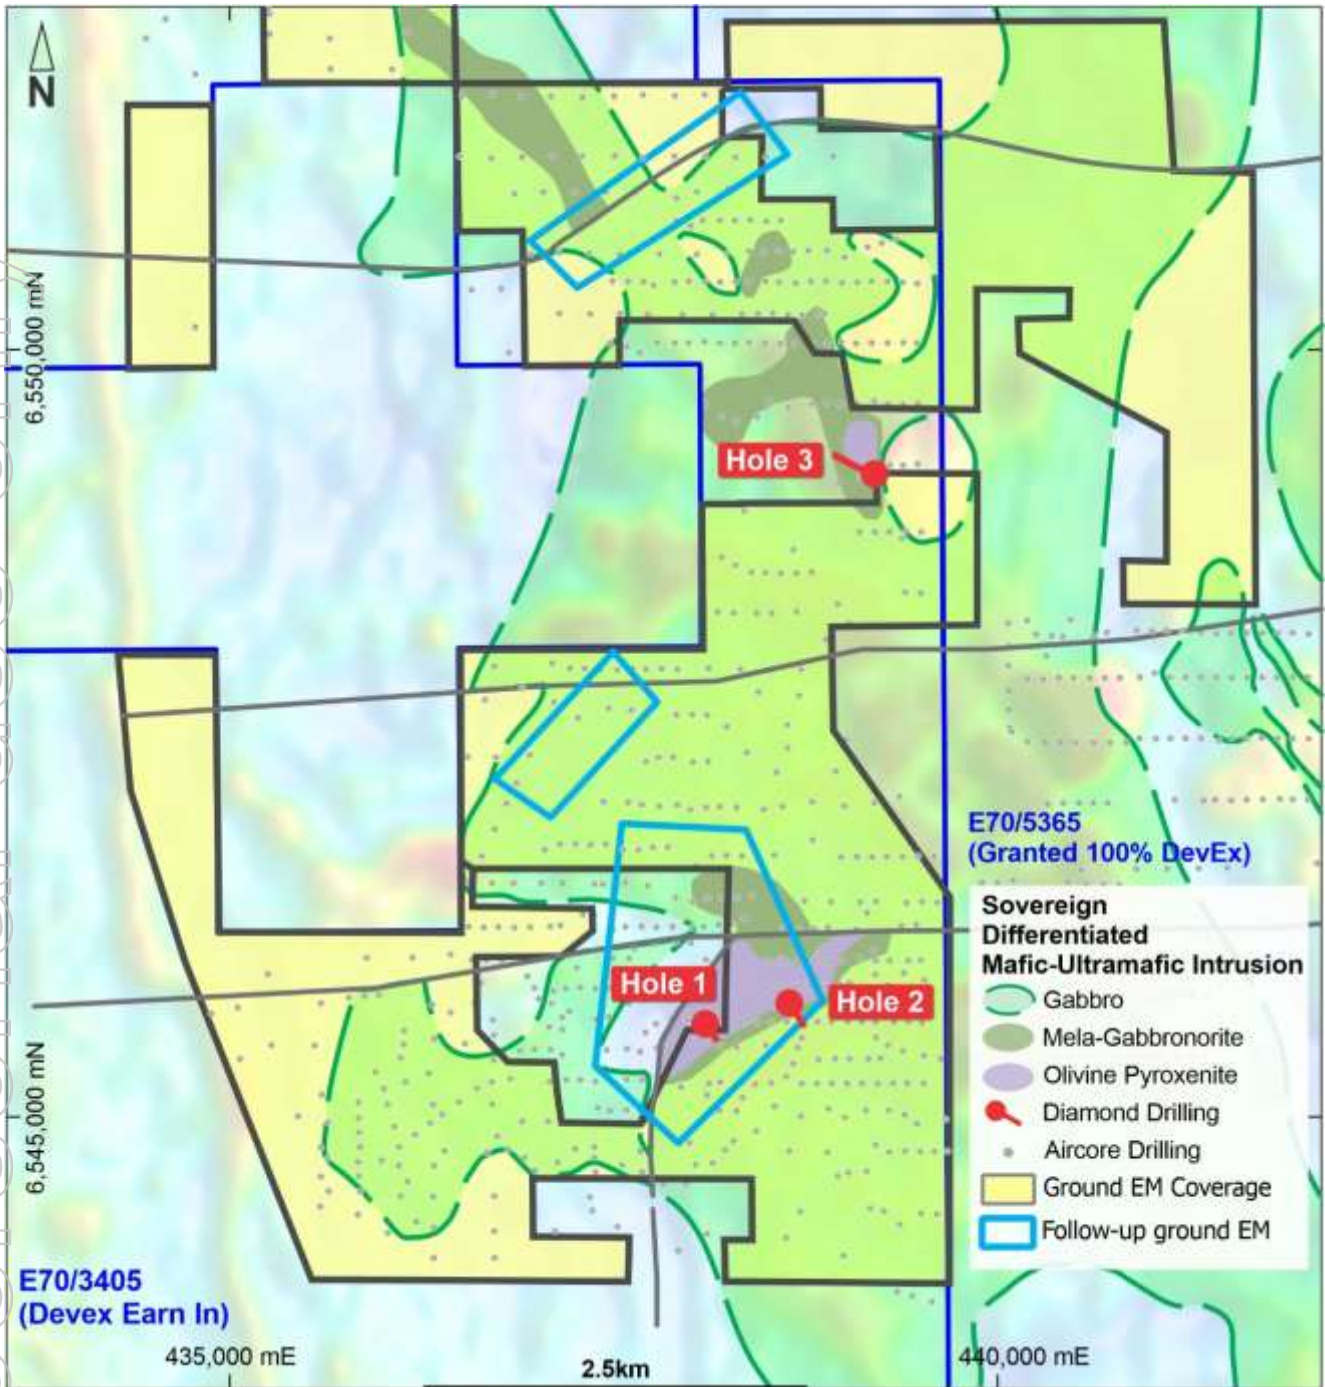 N
6,550,000 mN
Hole 3
E70/5365
(Granted 100% DevEx)
Sovereign
Differentiated
Mafic-Ultramafic Intrusion
Gabbro
Mela-Gabbronorite
Olivine Pyroxenite
Diamond Drilling
Aircore Drilling
Ground EM Coverage
Follow-up ground EM
Hole 1
Hole 2
6,545,000 mN
E70/3405
(Devex Earn In)
435,000 mE
2.5km
440,000 mE